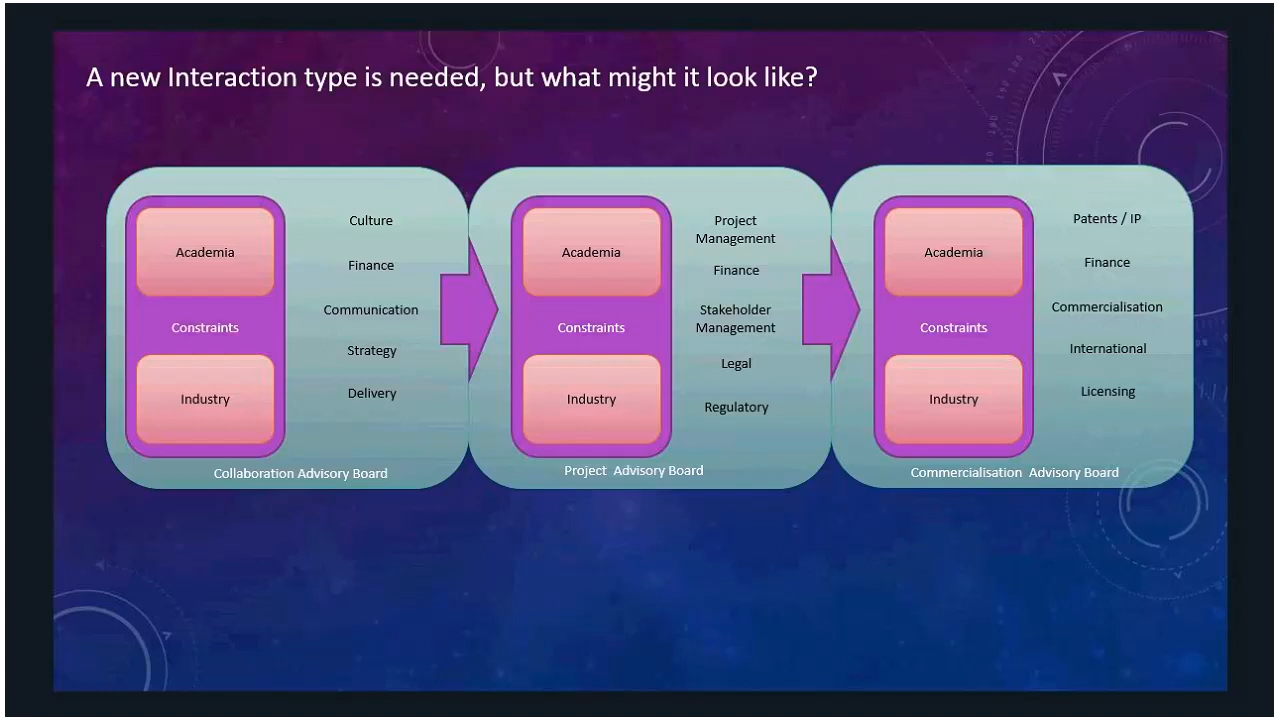 A new Interaction type is needed, but what might it look like?
Academia
Constraints
Industry
Culture
Finance
Communication
Strategy
Delivery
Collaboration Advisory Board
Academia
Constraints
Industry
Project
Management
Finance
Stakeholder
Management
Legal
Regulatory
Project Advisory Board
Academia
Constraints
Industry
Patents / IP
Finance
Commercialisation
International
Licensing
Commercialisation Advisory Board